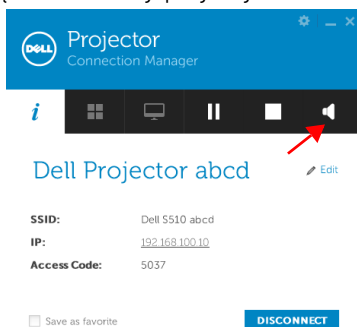 DELL
Projector
Connection Manager
i
Dell Projector abcd
Edit
SSID: Dell S510 abcd
IP: 192.168.100.10
Access Code: 5037
Save as favorite
DISCONNECT